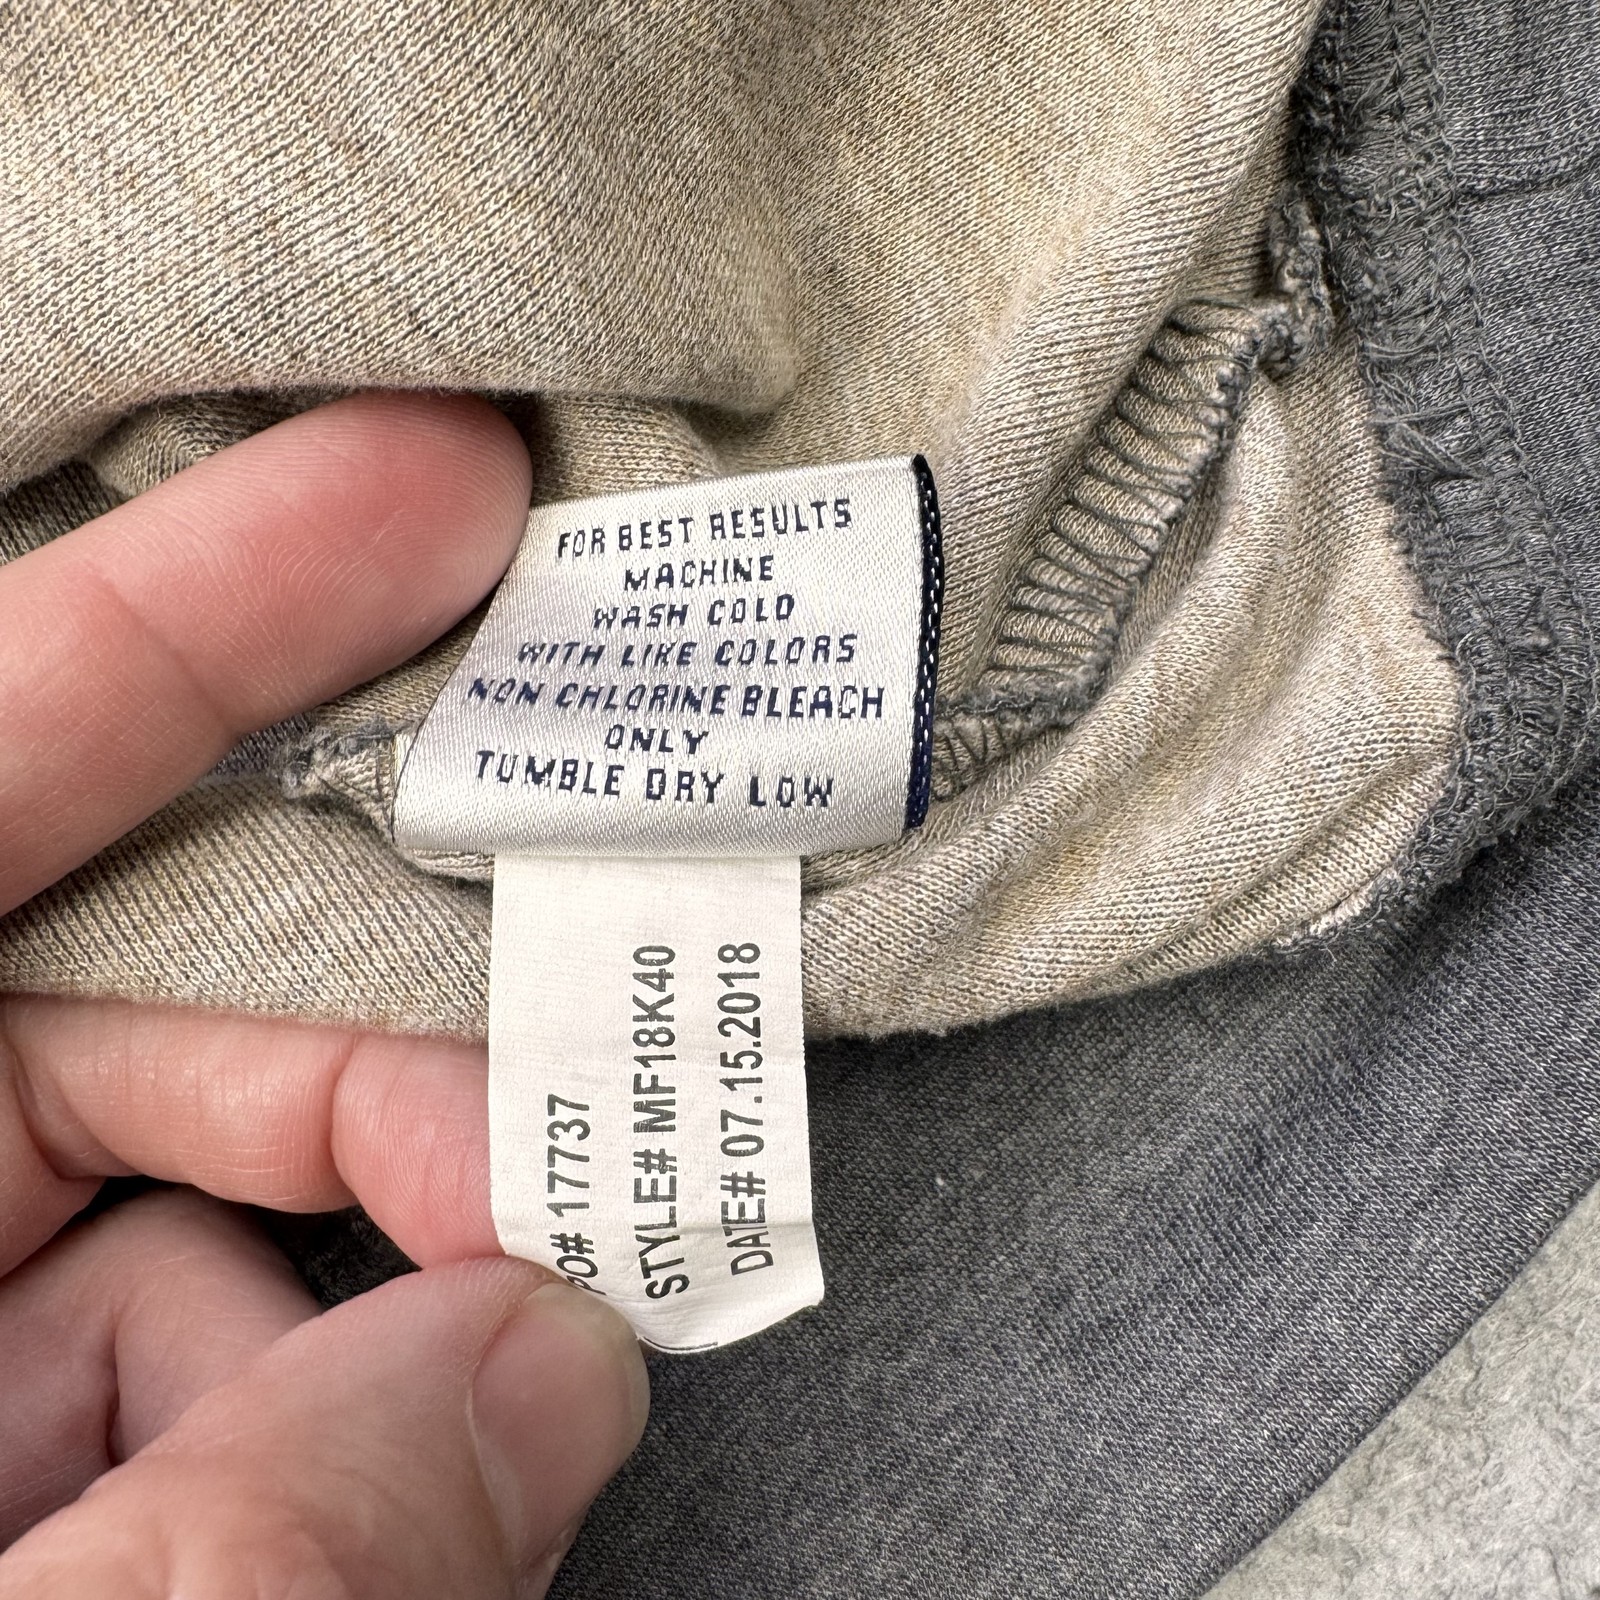 FOR BEST RESULTS
MACHINE
WASH COLD
WITH LIKE COLORS
NON CHLORINE BLEACH
ONLY
TUMBLE DRY LOW
PO# 17737
STYLE# MF18K40
DATE# 07.15.2018